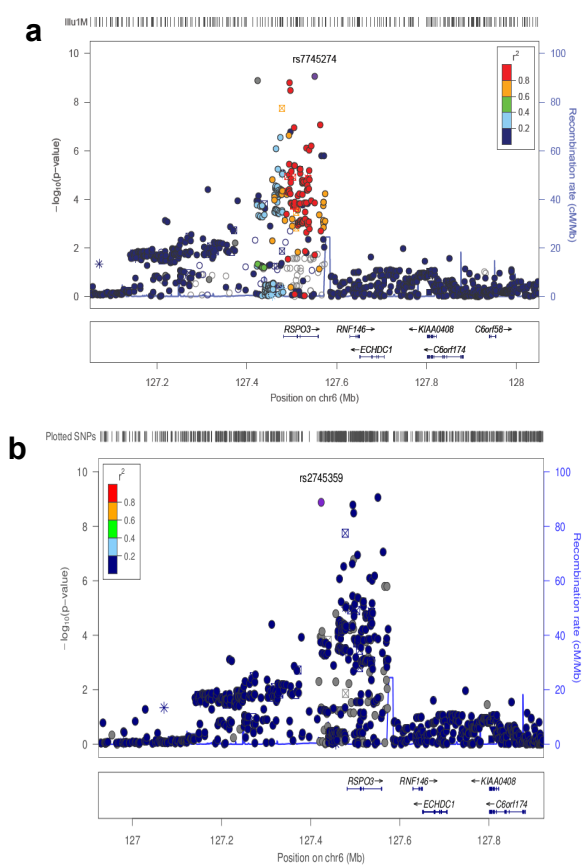 a
Illu1M
rs7745274
r²
0.8
0.6
0.4
0.2
10
8
6
4
2
0
−log10(p−value)
100
80
60
40
20
0
Recombination rate (cM/Mb)
RSPO3→
RNF146→
←KIAA0408
C6orf58→
←ECHDC1
←C6orf174
127.2
127.4
127.6
127.8
128
Position on chr6 (Mb)
b
Plotted SNPs
rs2745359
r²
0.8
0.6
0.4
0.2
10
8
6
4
2
0
−log10(p−value)
100
80
60
40
20
0
Recombination rate (cM/Mb)
RSPO3→
RNF146→
←KIAA0408
←ECHDC1
←C6orf174
127
127.2
127.4
127.6
127.8
Position on chr6 (Mb)